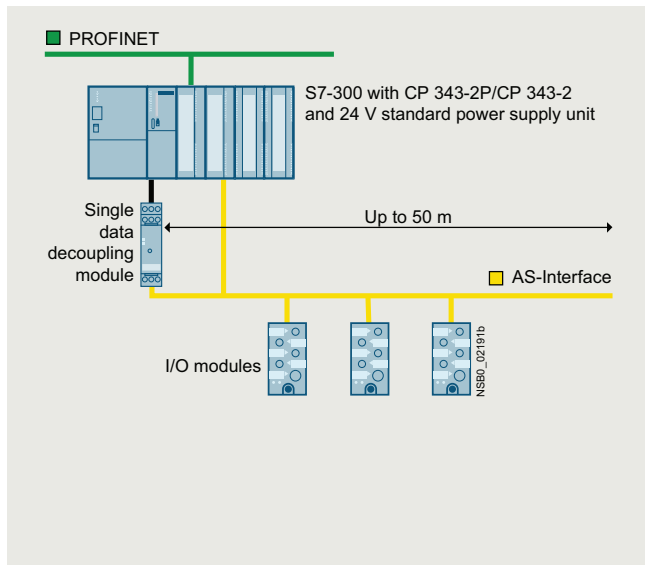 PROFINET
S7-300 with CP 343-2P/CP 343-2
and 24 V standard power supply unit
Single
data
decoupling
module
Up to 50 m
AS-Interface
I/O modules
NSB0_02191b